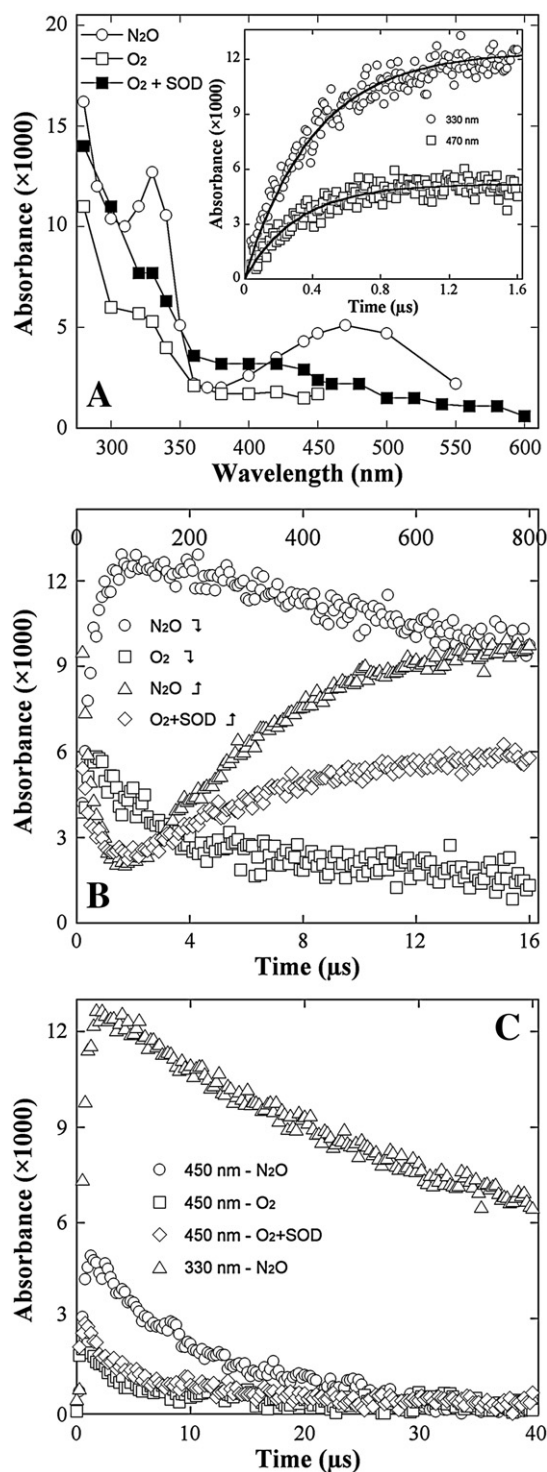 N2O
O2
O2 + SOD
20
15
10
5
0
Absorbance (×1000)
300 350 400 450 500 550 600
Wavelength (nm)
A
12
9
6
3
0
Absorbance (×1000)
330 nm
470 nm
0.4 0.8 1.2 1.6
Time (µs)
0 200 400 600 800
12
9
6
3
0
Absorbance (×1000)
N2O
O2
N2O
O2+SOD
B
0 4 8 12 16
Time (µs)
12
9
6
3
0
Absorbance (×1000)
C
450 nm - N2O
450 nm - O2
450 nm - O2+SOD
330 nm - N2O
0 10 20 30 40
Time (µs)